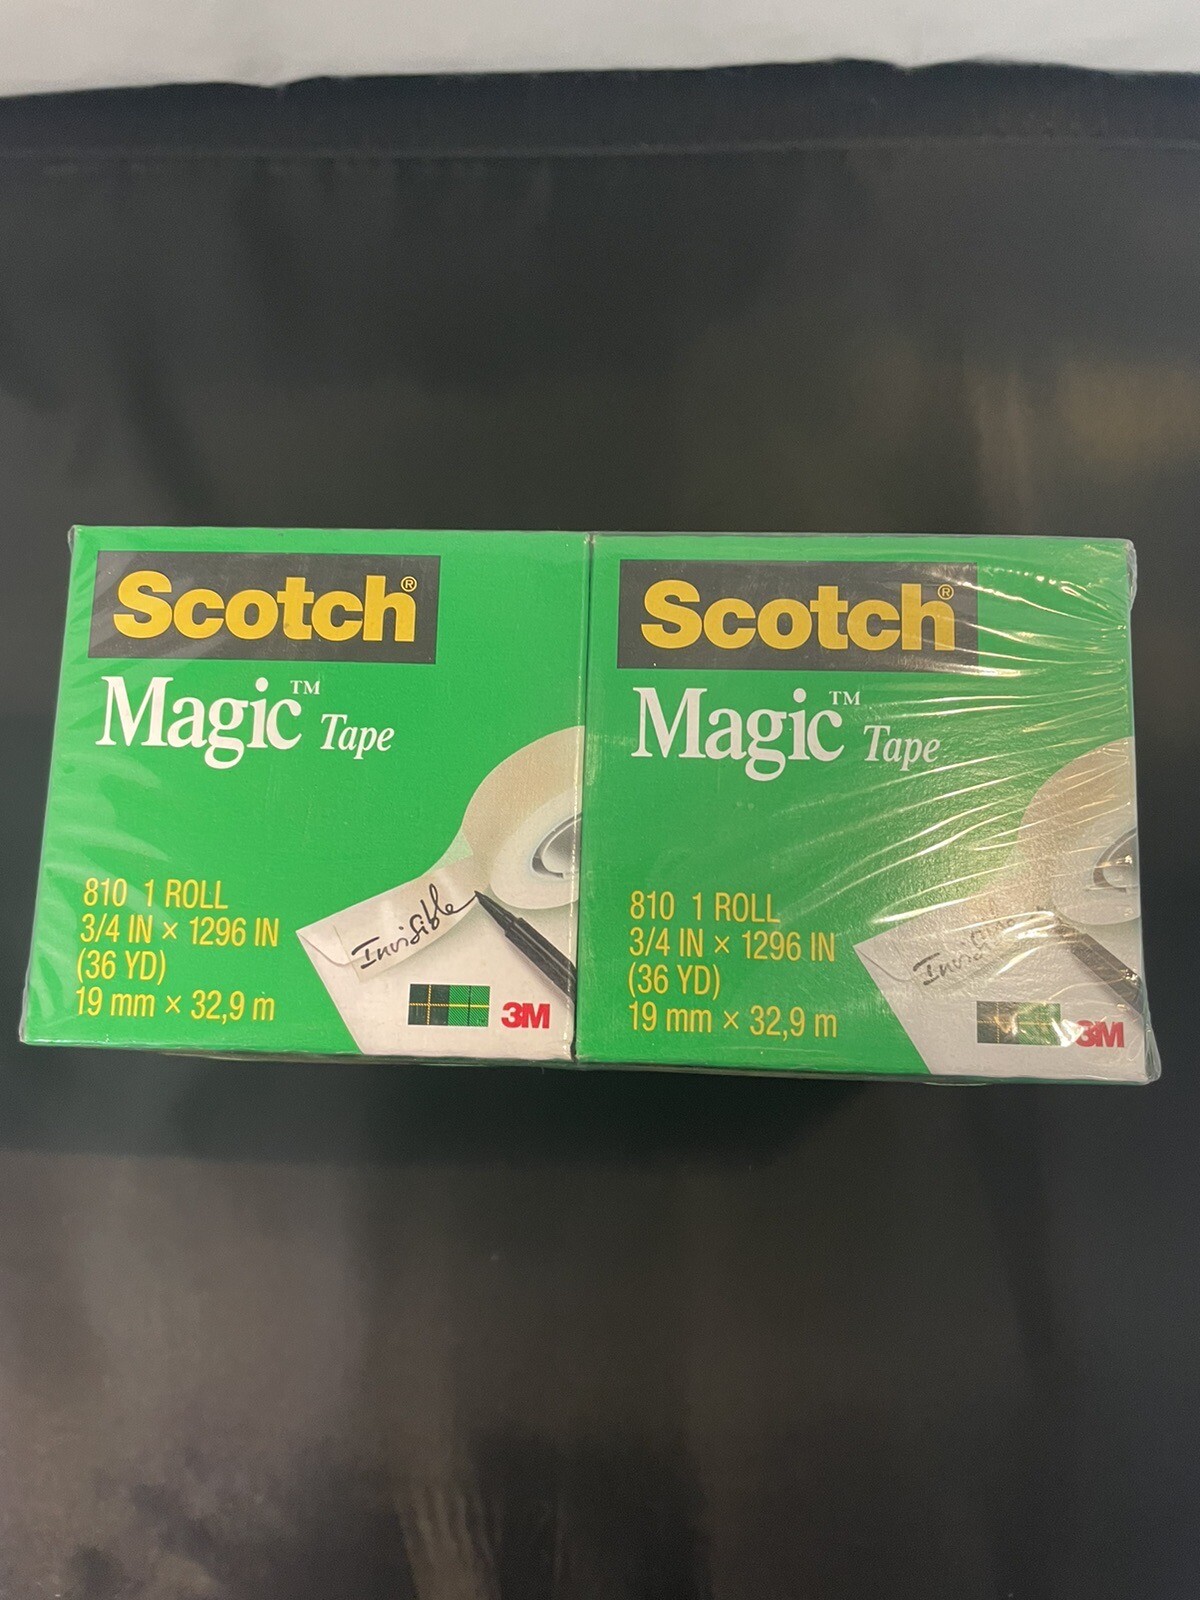 Scotch®
Magic™ Tape
810 1 ROLL
3/4 IN × 1296 IN
(36 YD)
19 mm × 32,9 m
Invisible
3M
Scotch®
Magic™ Tape
810 1 ROLL
3/4 IN × 1296 IN
(36 YD)
19 mm × 32,9 m
Invisible
3M